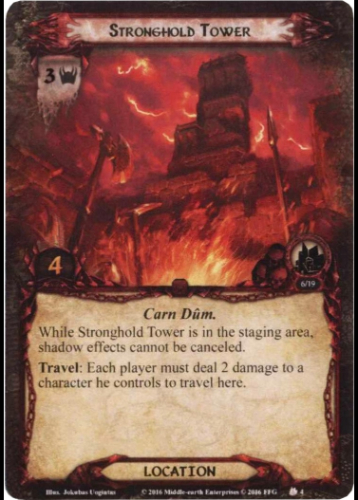 STRONGHOLD TOWER
3
4
6/19
Carn Dûm.
While Stronghold Tower is in the staging area,
shadow effects cannot be canceled.
Travel: Each player must deal 2 damage to a
character he controls to travel here.
Illus. Jokubas Uogintas © 2016 Middle-earth Enterprises © 2016 FFG 4
LOCATION